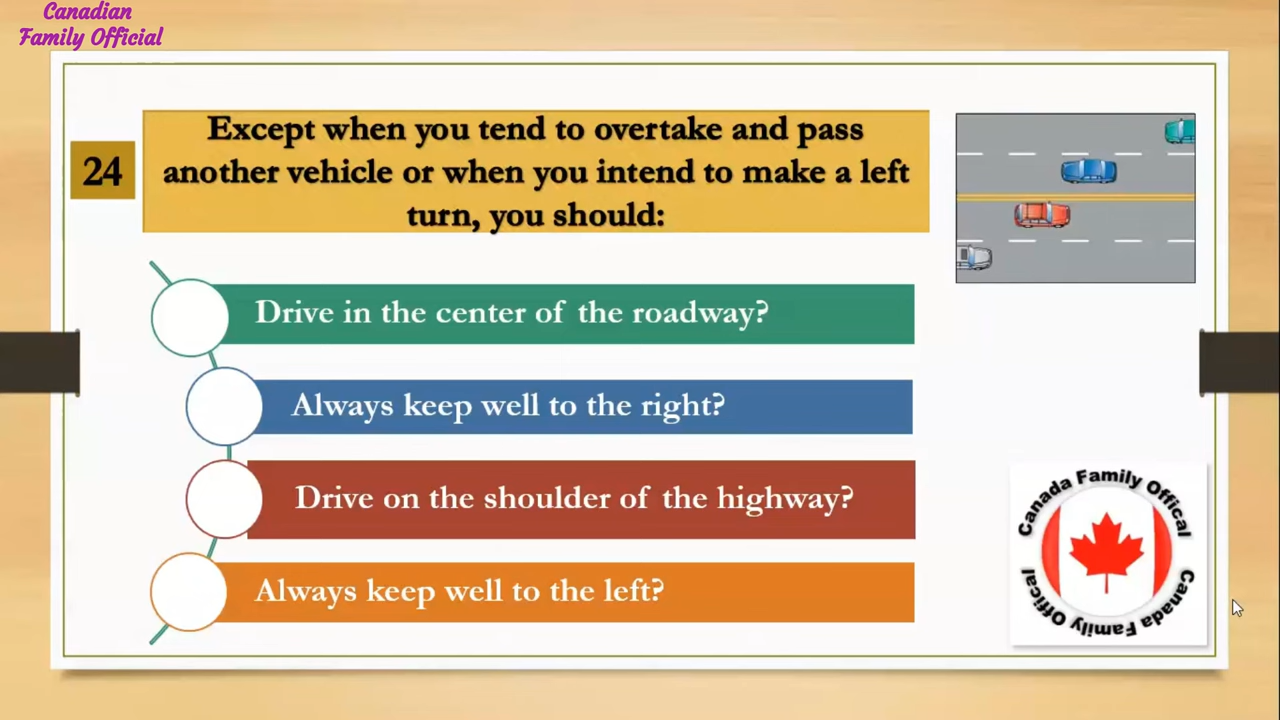 Canadian
Family Official
24
Except when you tend to overtake and pass
another vehicle or when you intend to make a left
turn, you should:
Drive in the center of the roadway?
Always keep well to the right?
Drive on the shoulder of the highway?
Always keep well to the left?
Canada Family Offical
Canada Family Official